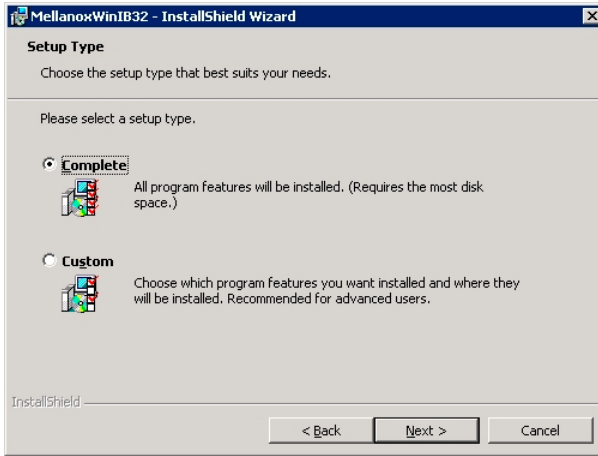 MellanoxWinIB32 - InstallShield Wizard
Setup Type
Choose the setup type that best suits your needs.
Please select a setup type.
Complete
All program features will be installed. (Requires the most disk
space.)
Custom
Choose which program features you want installed and where they
will be installed. Recommended for advanced users.
InstallShield
< Back Next > Cancel